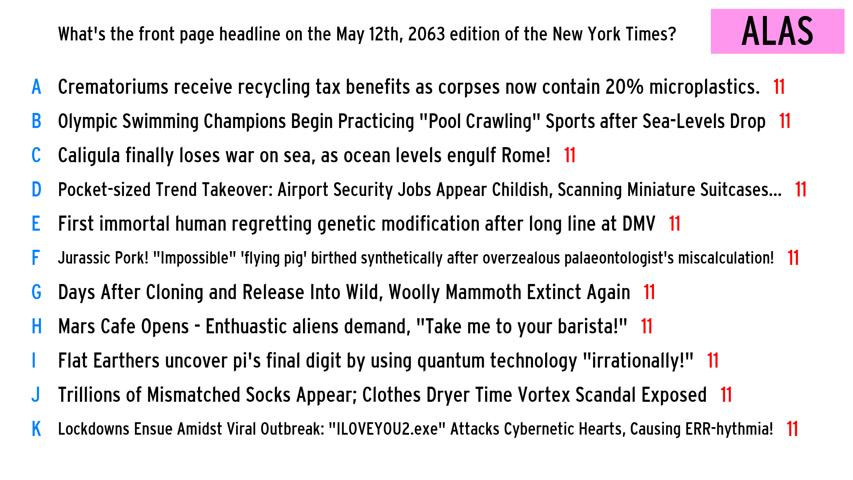 What's the front page headline on the May 12th, 2063 edition of the New York Times? ALAS
A Crematoriums receive recycling tax benefits as corpses now contain 20% microplastics. 11
B Olympic Swimming Champions Begin Practicing "Pool Crawling" Sports after Sea-Levels Drop 11
C Caligula finally loses war on sea, as ocean levels engulf Rome! 11
D Pocket-sized Trend Takeover: Airport Security Jobs Appear Childish, Scanning Miniature Suitcases... 11
E First immortal human regretting genetic modification after long line at DMV 11
F Jurassic Pork! "Impossible" 'flying pig' birthed synthetically after overzealous palaeontologist's miscalculation! 11
G Days After Cloning and Release Into Wild, Woolly Mammoth Extinct Again 11
H Mars Cafe Opens - Enthuastic aliens demand, "Take me to your barista!" 11
I Flat Earthers uncover pi's final digit by using quantum technology "irrationally!" 11
J Trillions of Mismatched Socks Appear; Clothes Dryer Time Vortex Scandal Exposed 11
K Lockdowns Ensue Amidst Viral Outbreak: "ILOVEYOU2.exe" Attacks Cybernetic Hearts, Causing ERR-hythmia! 11